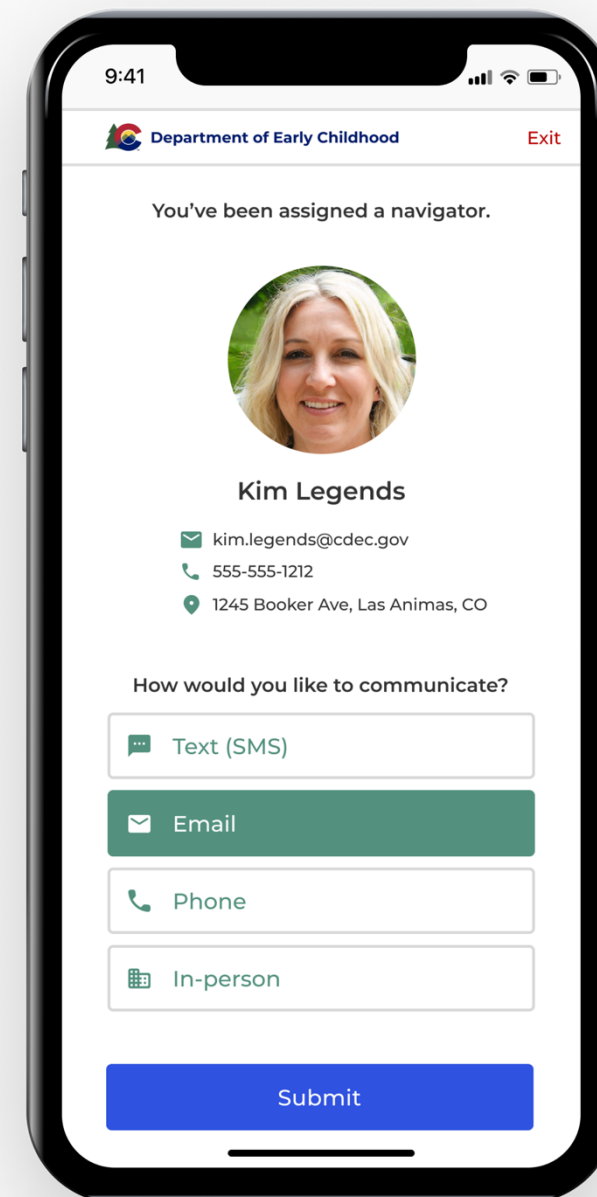 9:41
Department of Early Childhood
Exit
You’ve been assigned a navigator.
Kim Legends
kim.legends@cdec.gov
555-555-1212
1245 Booker Ave, Las Animas, CO
How would you like to communicate?
Text (SMS)
Email
Phone
In-person
Submit